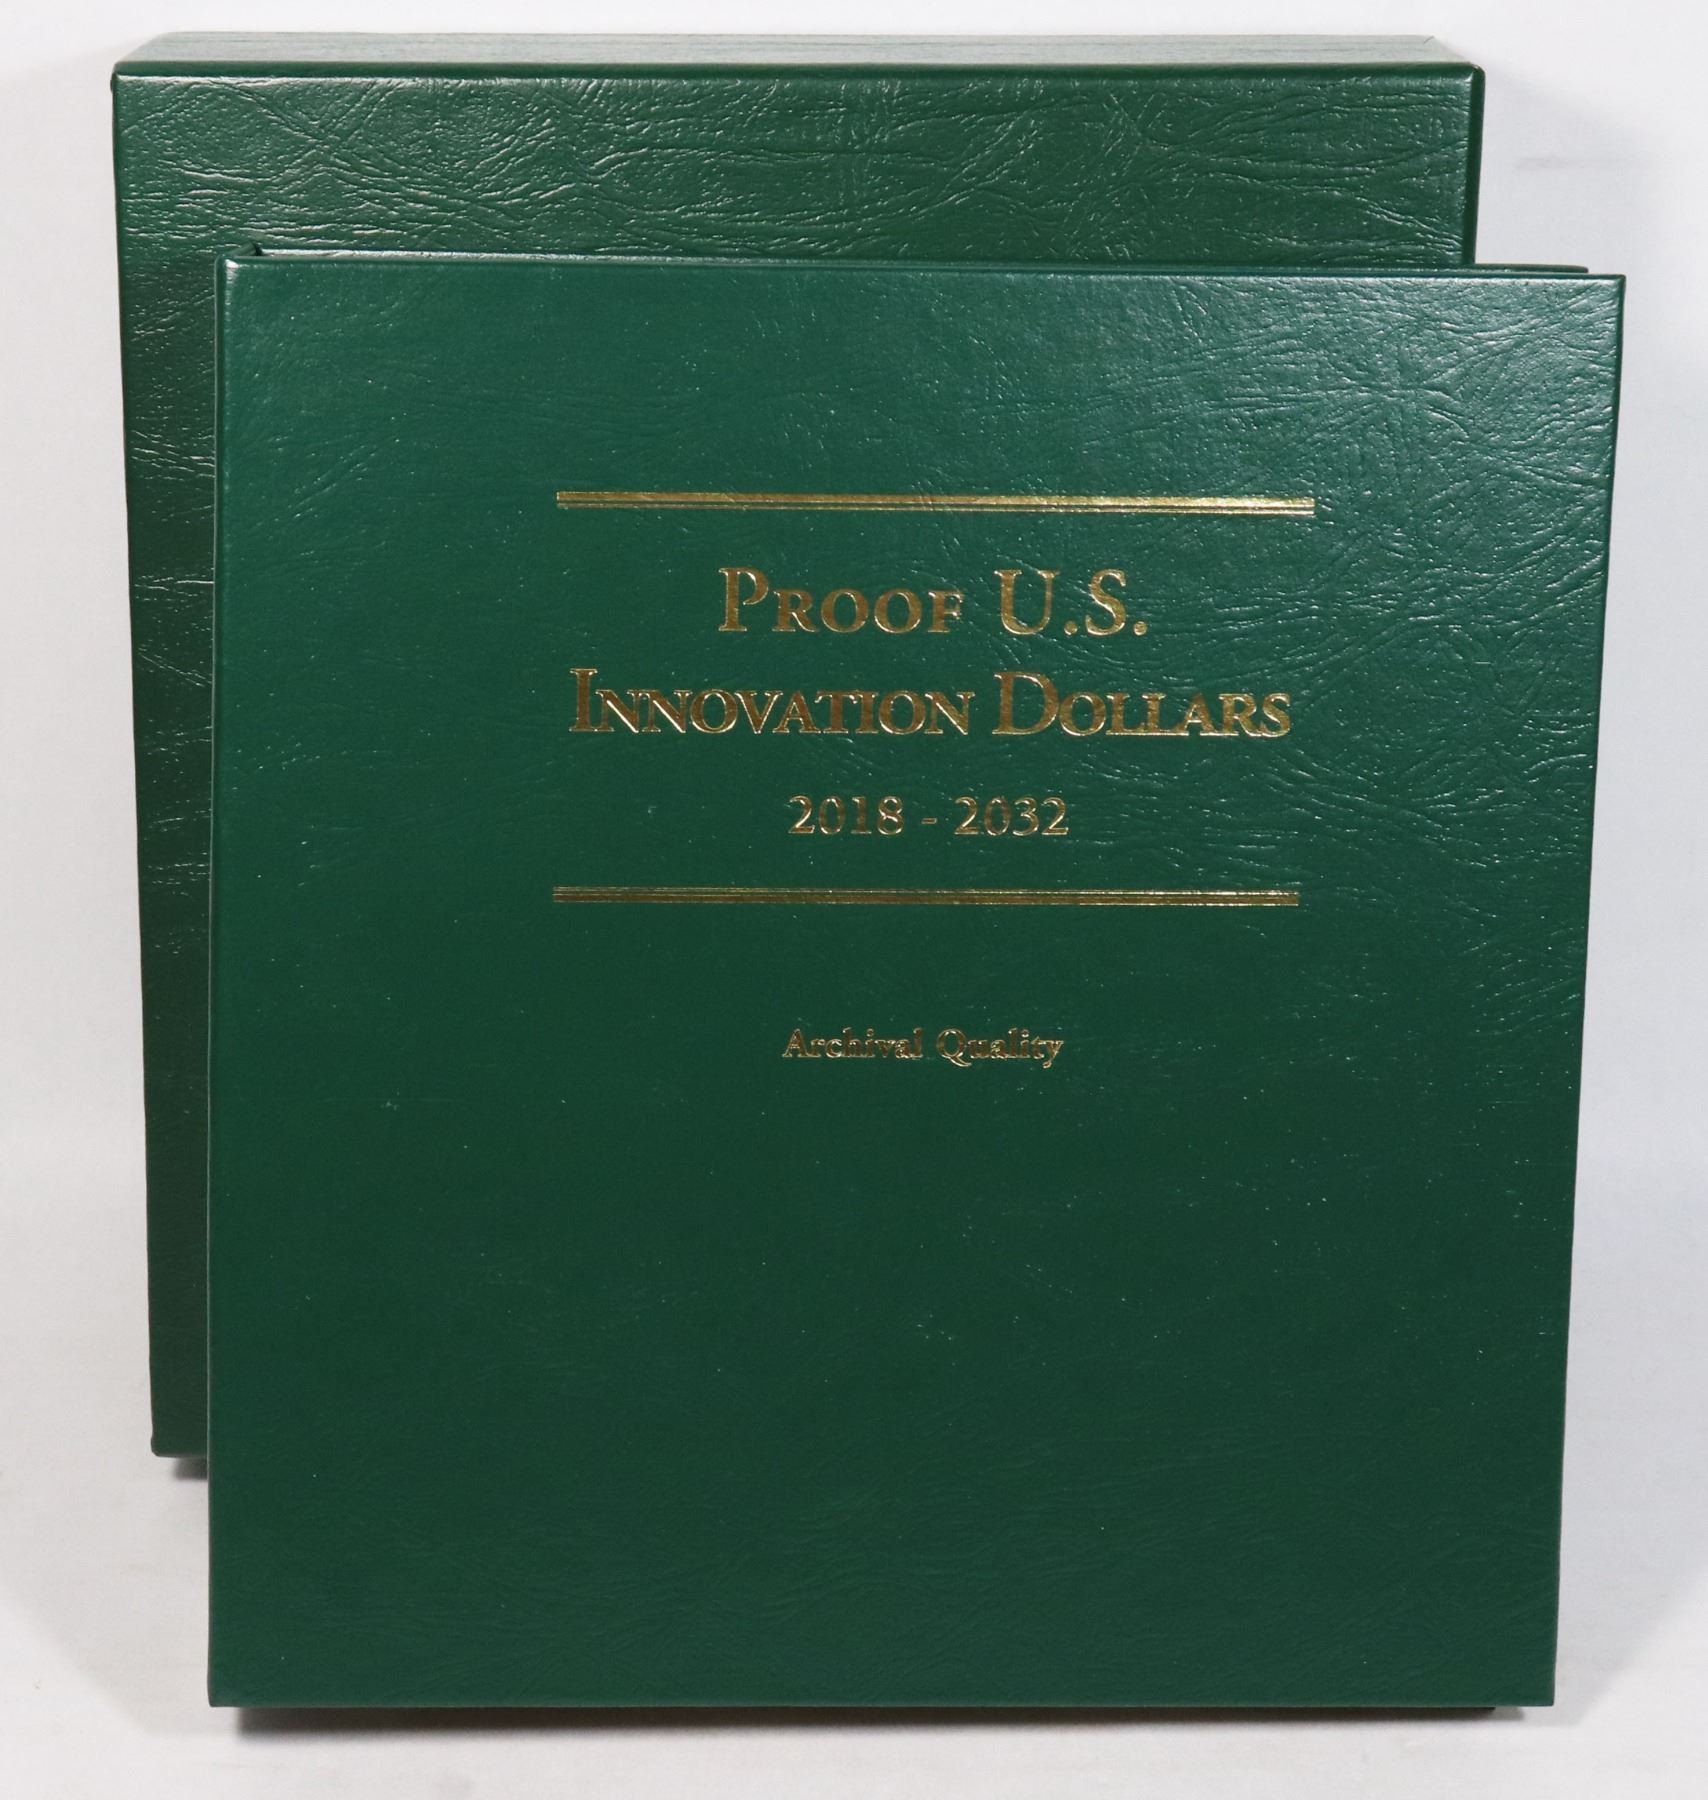 PROOF U.S.
INNOVATION DOLLARS
2018 - 2032
Archival Quality